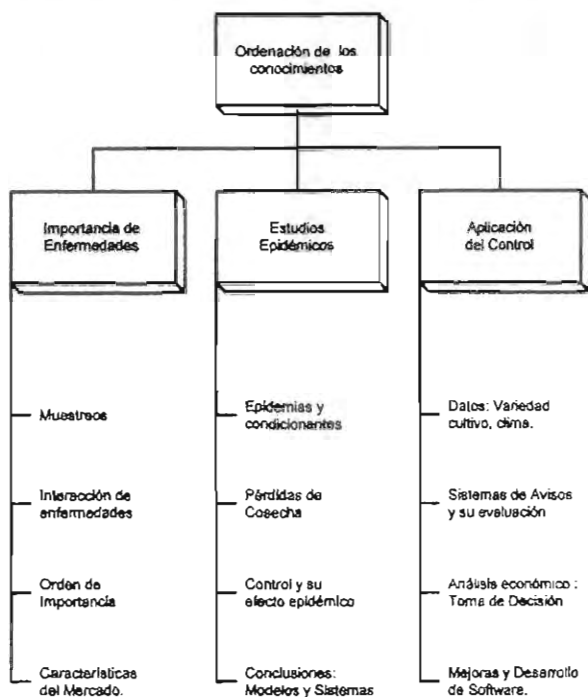 Ordenación de los
conocimientos
Importancia de
Enfermedades
Estudios
Epidémicos
Aplicación
del Control
Muestreos
Interacción de
enfermedades
Orden de
Importancia
Características
del Mercado.
Epidemias y
condicionantes
Pérdidas de
Cosecha
Control y su
efecto epidémico
Conclusiones:
Modelos y Sistemas
Datos: Variedad
cultivo, clima.
Sistemas de Avisos
y su evaluación
Análisis económico :
Toma de Decisión
Mejoras y Desarrollo
de Software.